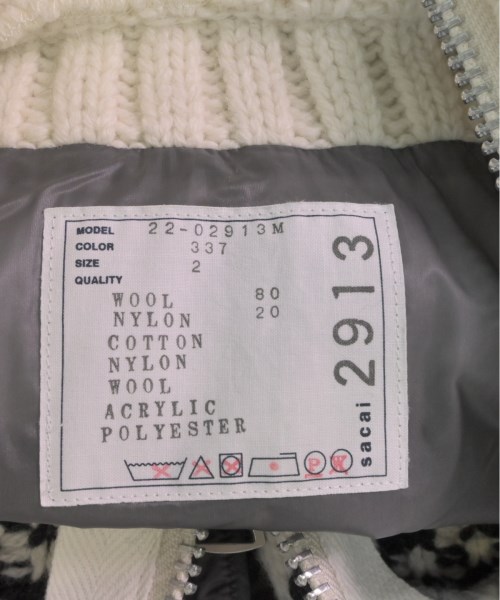 MODEL 22-02913M
COLOR 337
SIZE 2
QUALITY
WOOL 80
NYLON 20
COTTON
NYLON
WOOL
ACRYLIC
POLYESTER
P W
sacai 2913